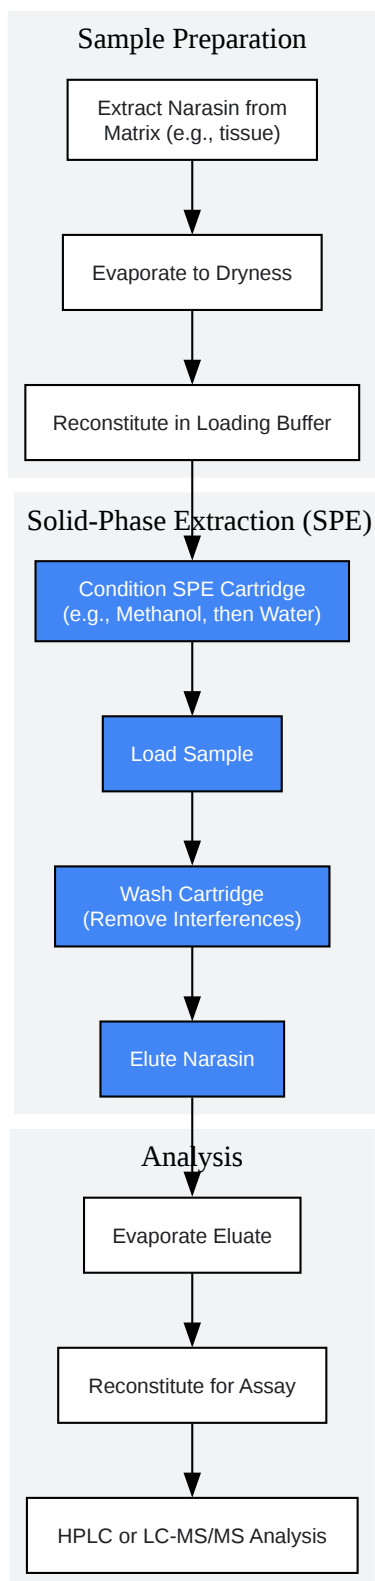 Sample Preparation
Extract Narasin from
Matrix (e.g., tissue)
Evaporate to Dryness
Reconstitute in Loading Buffer
Solid-Phase Extraction (SPE)
Condition SPE Cartridge
(e.g., Methanol, then Water)
Load Sample
Wash Cartridge
(Remove Interferences)
Elute Narasin
Analysis
Evaporate Eluate
Reconstitute for Assay
HPLC or LC-MS/MS Analysis